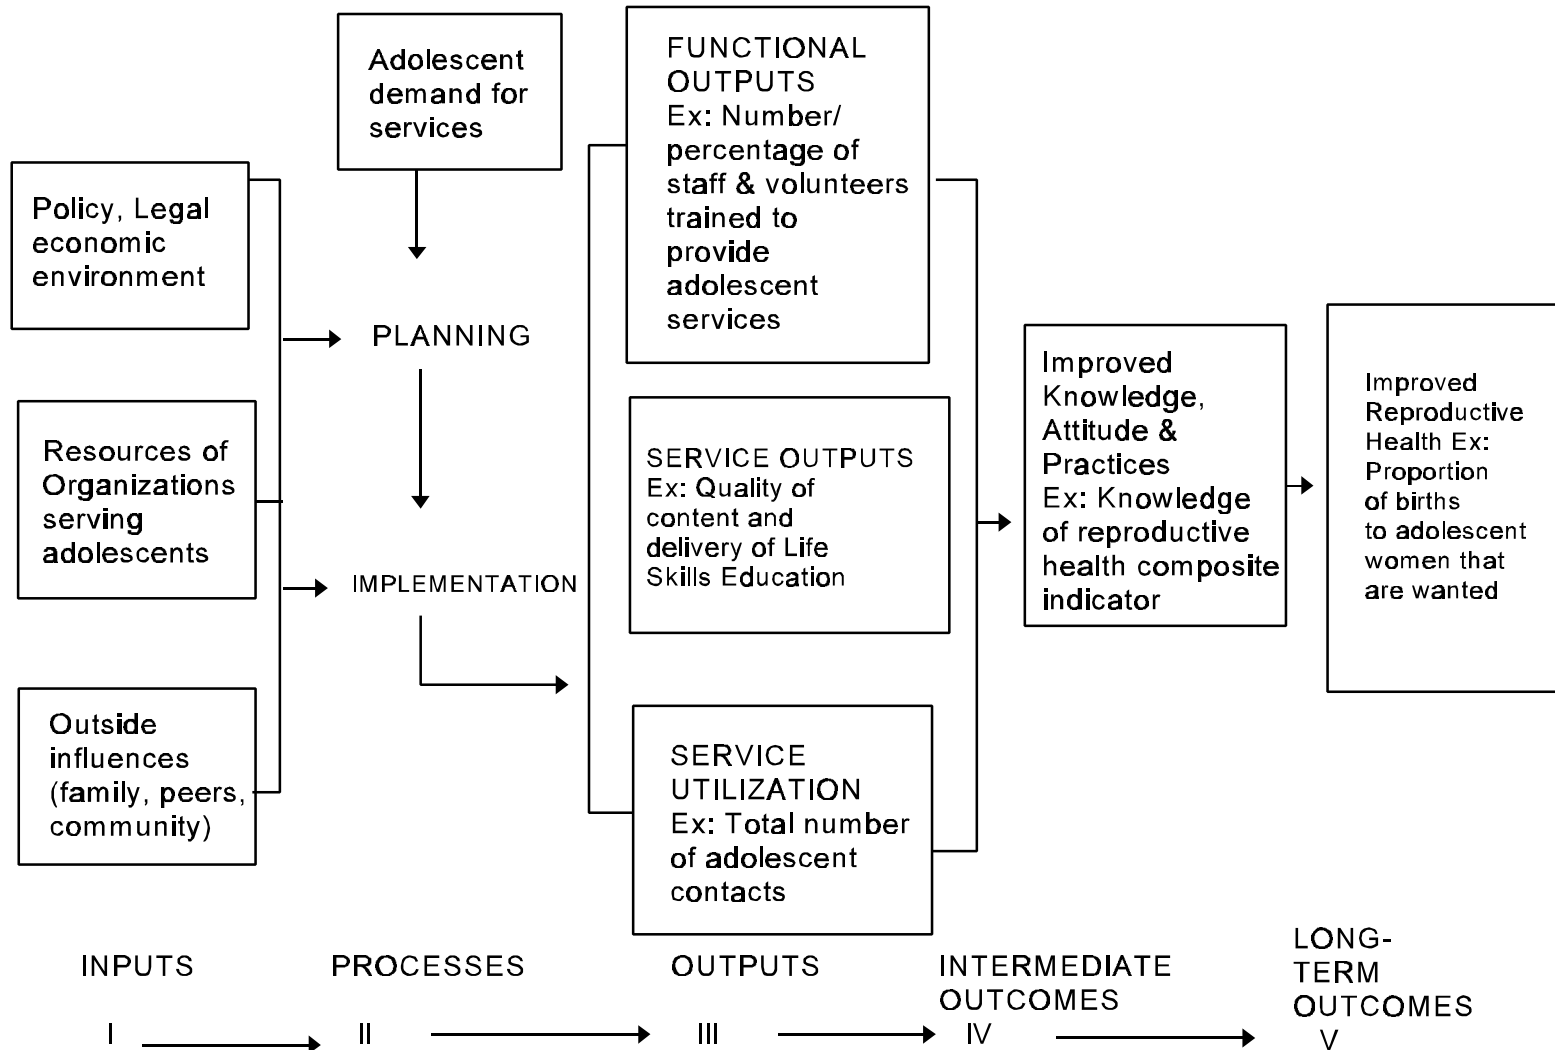 Adolescent
demand for
services
Policy, Legal
economic
environment
Resources of
Organizations
serving
adolescents
Outside
influences
(family, peers,
community)
PLANNING
IMPLEMENTATION
FUNCTIONAL
OUTPUTS
Ex: Number/
percentage of
staff & volunteers
trained to
provide
adolescent
services
SERVICE OUTPUTS
Ex: Quality of
content and
delivery of Life
Skills Education
SERVICE
UTILIZATION
Ex: Total number
of adolescent
contacts
Improved
Knowledge,
Attitude &
Practices
Ex: Knowledge
of reproductive
health composite
indicator
Improved
Reproductive
Health Ex:
Proportion
of births
to adolescent
women that
are wanted
INPUTS
PROCESSES
OUTPUTS
INTERMEDIATE
OUTCOMES
LONG-
TERM
OUTCOMES
I
II
III
IV
V